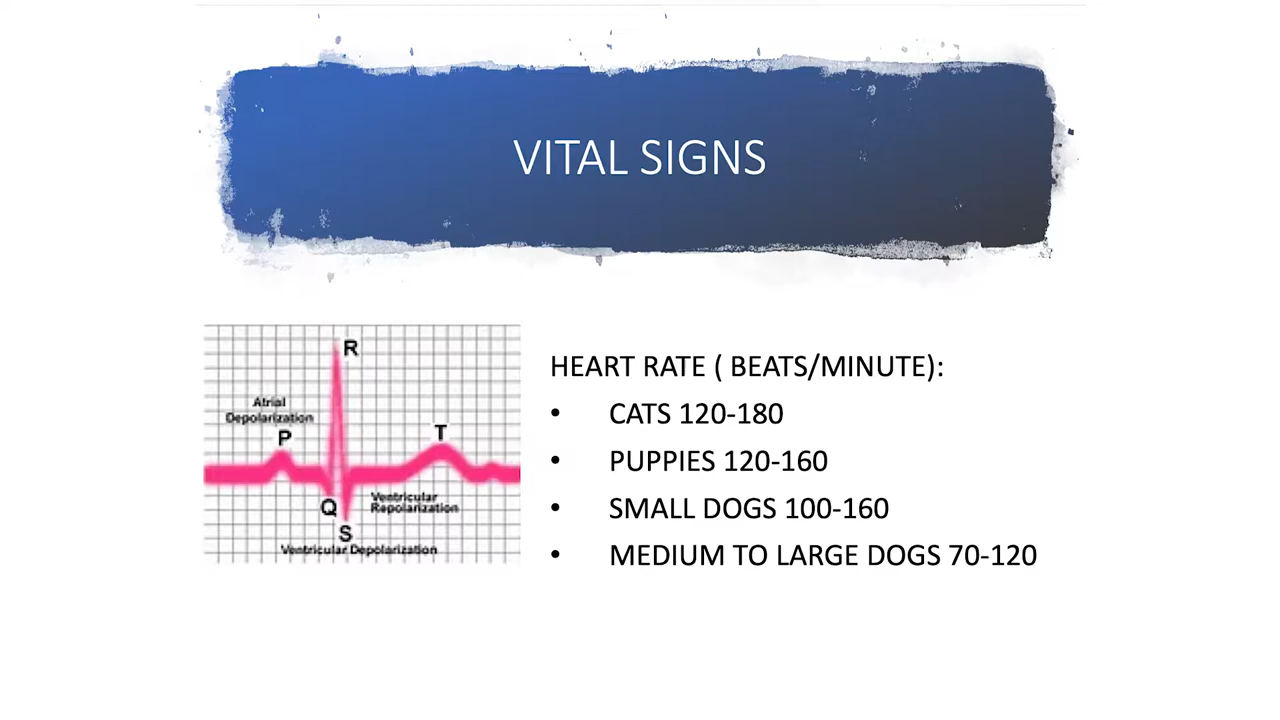 VITAL SIGNS
R
Atrial
Depolarization
P
T
Q
Ventricular
Repolarization
S
Ventricular Depolarization
HEART RATE ( BEATS/MINUTE):
• CATS 120-180
• PUPPIES 120-160
• SMALL DOGS 100-160
• MEDIUM TO LARGE DOGS 70-120